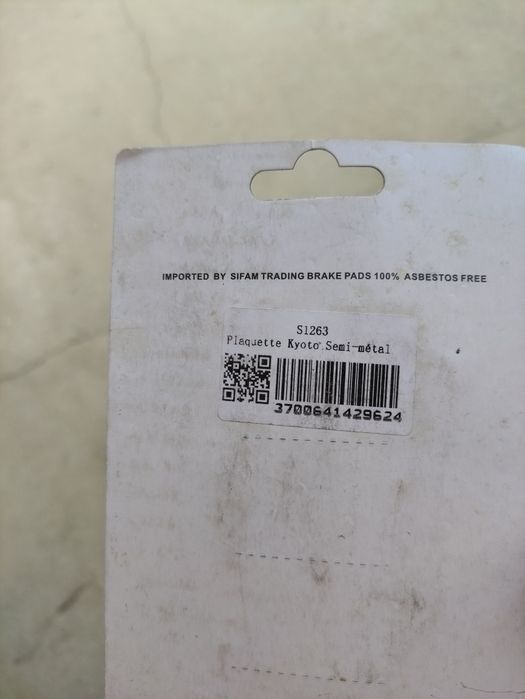 IMPORTED BY SIFAM TRADING BRAKE PADS 100% ASBESTOS FREE
S1263
Plaquette Kyoto Semi-métal
3700641429624